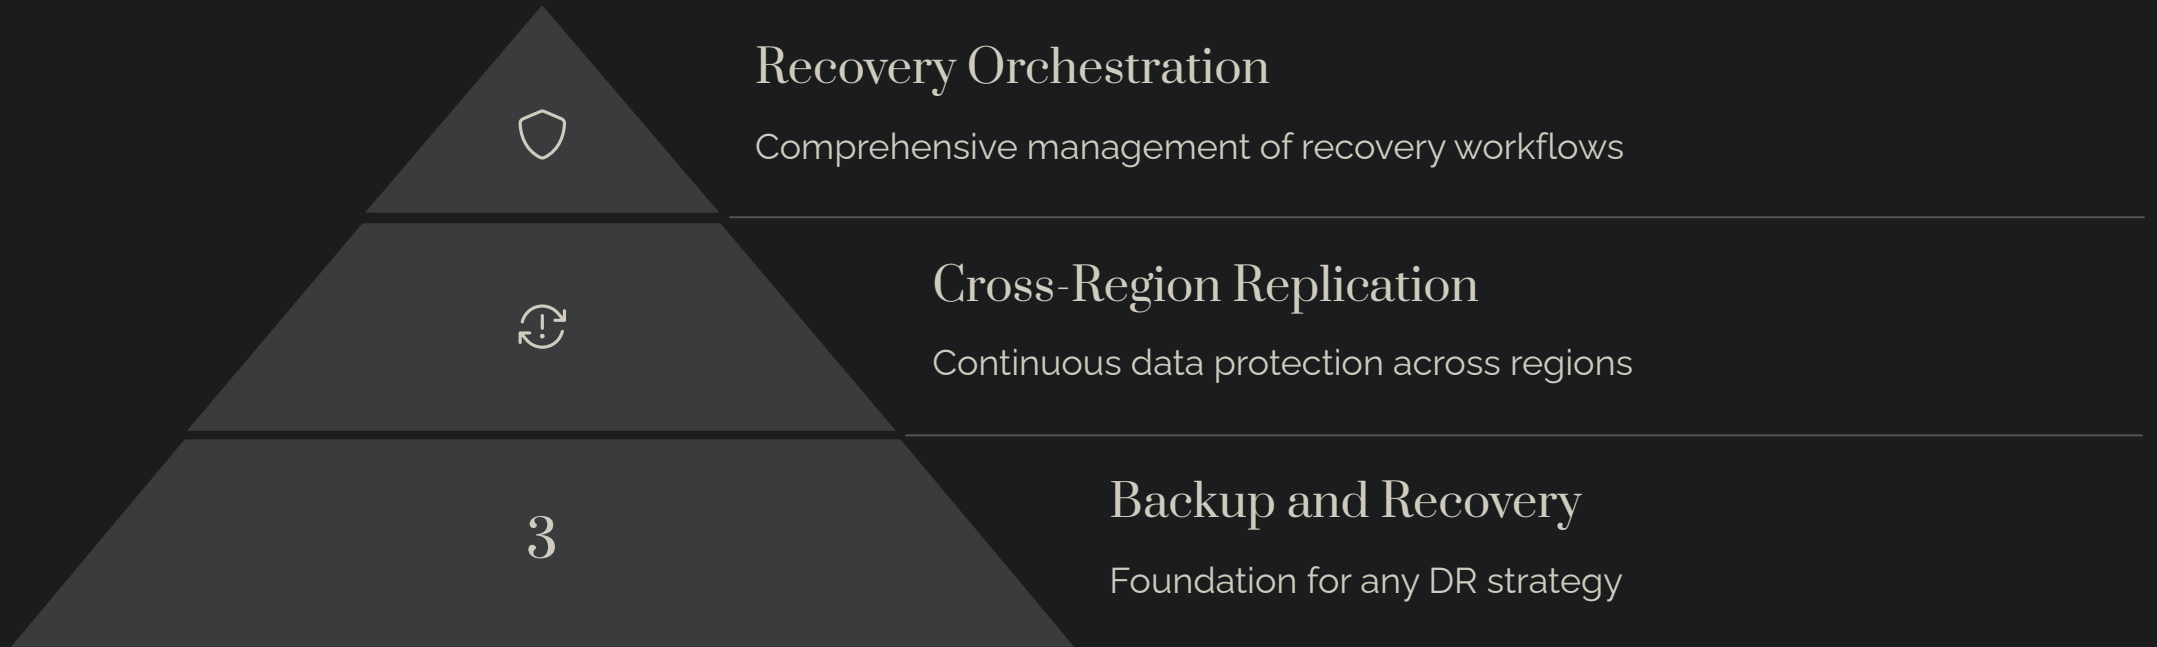 Recovery Orchestration
Comprehensive management of recovery workflows
Cross-Region Replication
Continuous data protection across regions
3
Backup and Recovery
Foundation for any DR strategy